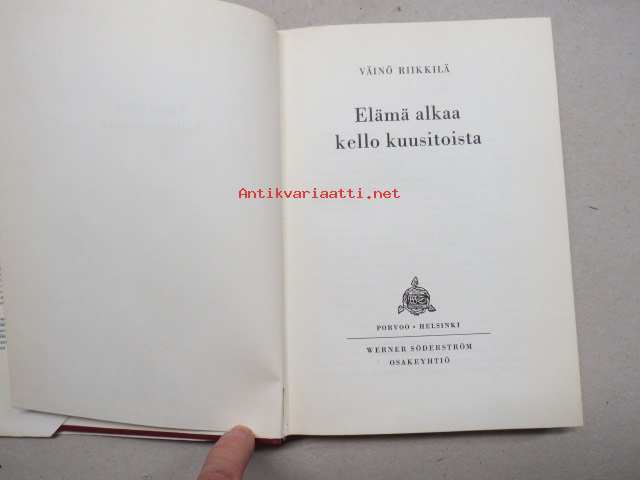 VÄINÖ RIIKKILÄ
Elämä alkaa
kello kuusitoista
Antikvariaatti.net
PORVOO • HELSINKI
WERNER SÖDERSTRÖM
OSAKEYHTIÖ